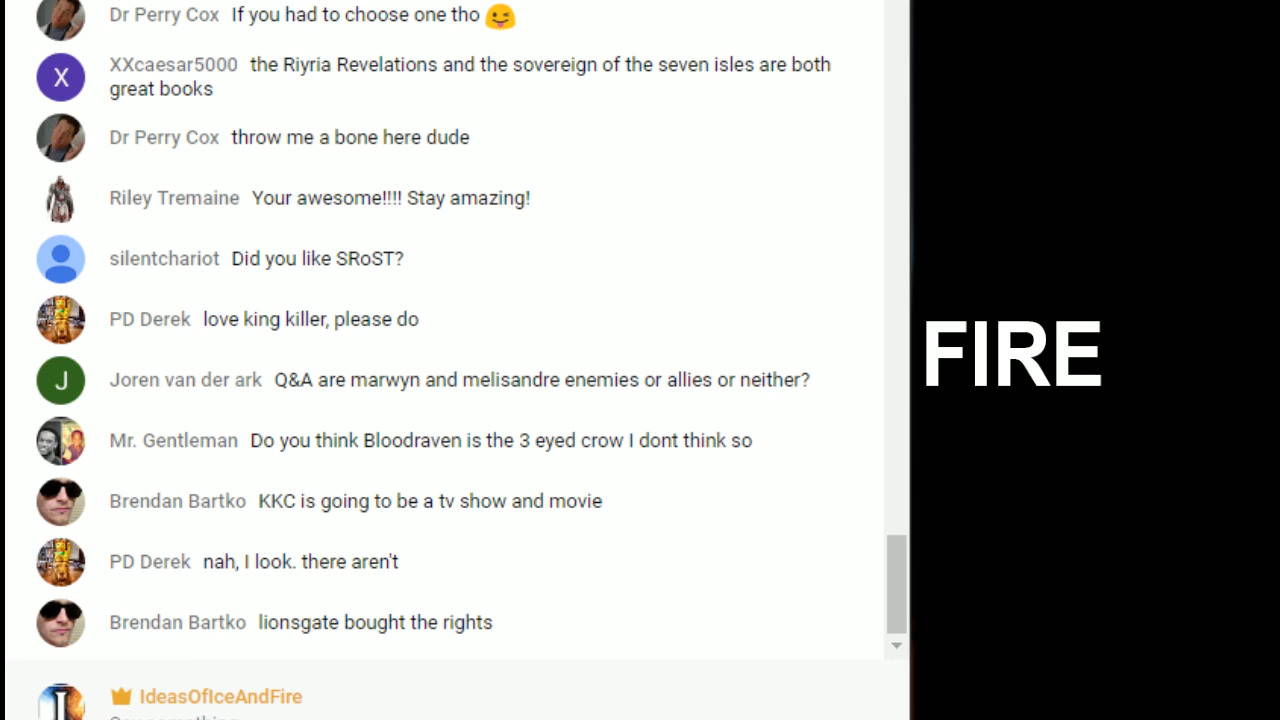 Dr Perry Cox If you had to choose one tho 😜
X XXcaesar5000 the Riyria Revelations and the sovereign of the seven isles are both
great books
Dr Perry Cox throw me a bone here dude
Riley Tremaine Your awesome!!!! Stay amazing!
silentchariot Did you like SRoST?
PD Derek love king killer, please do
J Joren van der ark Q&A are marwyn and melisandre enemies or allies or neither?
Mr. Gentleman Do you think Bloodraven is the 3 eyed crow I dont think so
Brendan Bartko KKC is going to be a tv show and movie
PD Derek nah, I look. there aren't
Brendan Bartko lionsgate bought the rights
I IdeasOfIceAndFire
FIRE